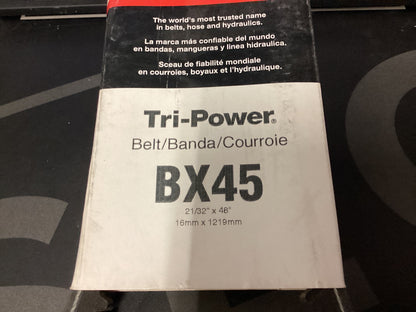 The world's most trusted name
in belts, hose and hydraulics.
La marca más confiable del mundo
en bandas, mangueras y linea hidraulica.
Sceau de fiabilité mondiale
en courroies, boyaux et l'hydraulique.
Tri-Power®
Belt/Banda/Courroie
BX45
21/32" x 48"
16mm x 1219mm